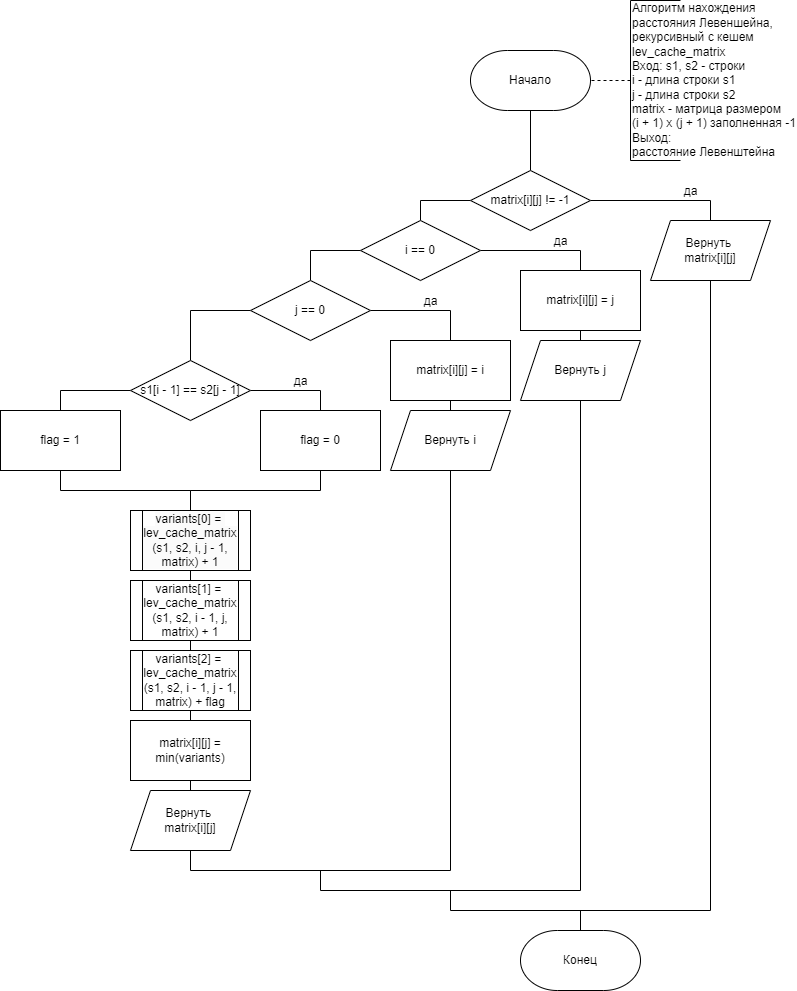 Алгоритм нахождения
расстояния Левеншейна,
рекурсивный с кешем
lev_cache_matrix
Вход: s1, s2 - строки
i - длина строки s1
j - длина строки s2
matrix - матрица размером
(i + 1) x (j + 1) заполненная -1
Выход:
расстояние Левенштейна
Начало
matrix[i][j] != -1
да
Вернуть
matrix[i][j]
i == 0
да
matrix[i][j] = j
Вернуть j
j == 0
да
matrix[i][j] = i
Вернуть i
s1[i - 1] == s2[j - 1]
да
flag = 1
flag = 0
variants[0] =
lev_cache_matrix
(s1, s2, i, j - 1,
matrix) + 1
variants[1] =
lev_cache_matrix
(s1, s2, i - 1, j,
matrix) + 1
variants[2] =
lev_cache_matrix
(s1, s2, i - 1, j - 1,
matrix) + flag
matrix[i][j] =
min(variants)
Вернуть
matrix[i][j]
Конец